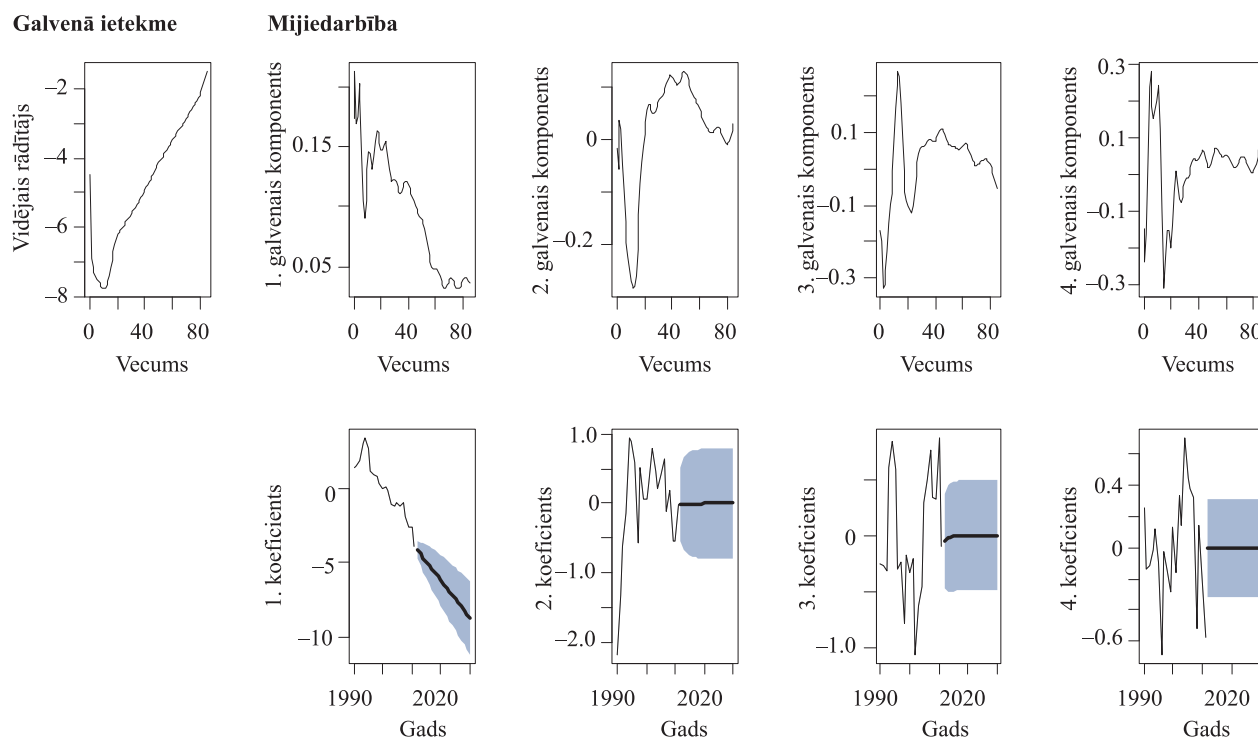 Galvenā ietekme
Mijiedarbība
Vidējais rādītājs
–2
–4
–6
–8
0 40 80
Vecums
1. galvenais komponents
0.15
0.05
0 40 80
Vecums
2. galvenais komponents
0
–0.2
0 40 80
Vecums
3. galvenais komponents
0.1
–0.1
–0.3
0 40 80
Vecums
4. galvenais komponents
0.3
0.1
–0.1
–0.3
0 40 80
Vecums
1. koeficients
0
–5
–10
1990 2020
Gads
2. koeficients
1.0
0
–1.0
–2.0
1990 2020
Gads
3. koeficients
0
–1.0
1990 2020
Gads
4. koeficients
0.4
0
–0.6
1990 2020
Gads